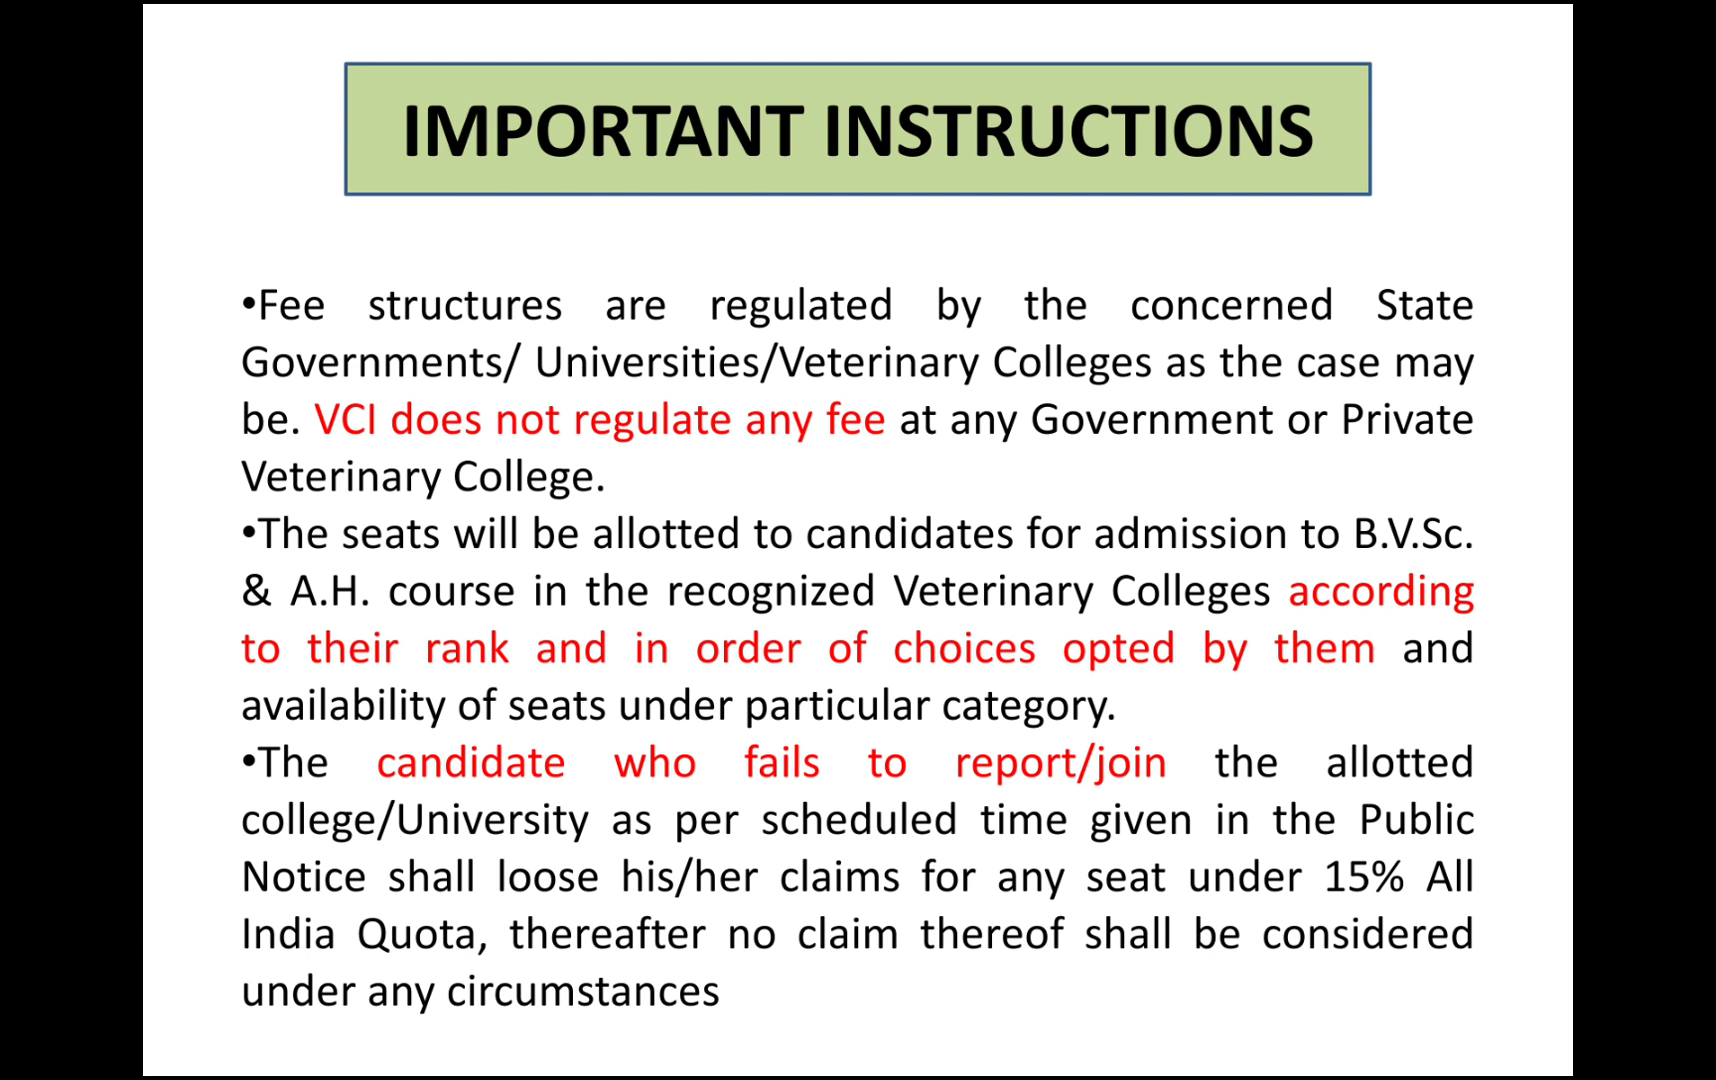 IMPORTANT INSTRUCTIONS
•Fee structures are regulated by the concerned State
Governments/ Universities/Veterinary Colleges as the case may
be. VCI does not regulate any fee at any Government or Private
Veterinary College.
•The seats will be allotted to candidates for admission to B.V.Sc.
& A.H. course in the recognized Veterinary Colleges according
to their rank and in order of choices opted by them and
availability of seats under particular category.
•The candidate who fails to report/join the allotted
college/University as per scheduled time given in the Public
Notice shall loose his/her claims for any seat under 15% All
India Quota, thereafter no claim thereof shall be considered
under any circumstances